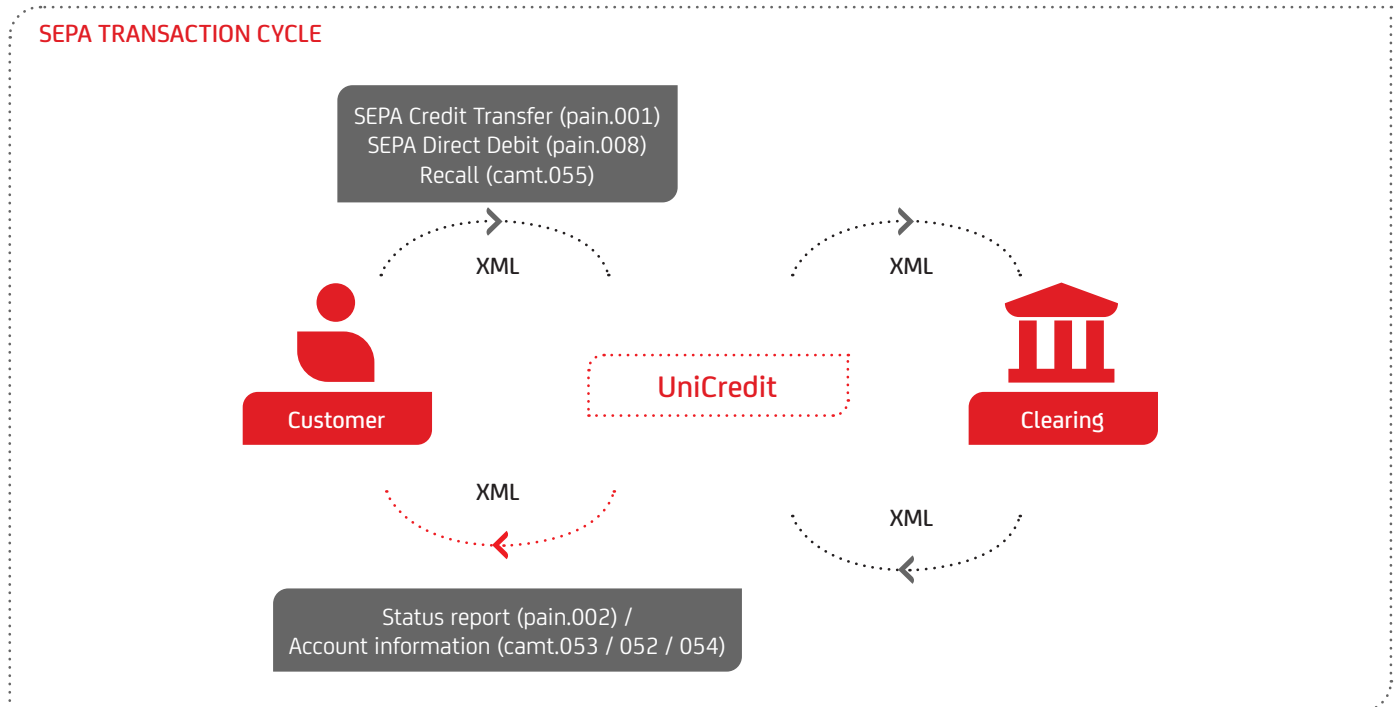 SEPA TRANSACTION CYCLE
SEPA Credit Transfer (pain.001)
SEPA Direct Debit (pain.008)
Recall (camt.055)
XML
XML
UniCredit
Customer
Clearing
XML
XML
Status report (pain.002) /
Account information (camt.053 / 052 / 054)